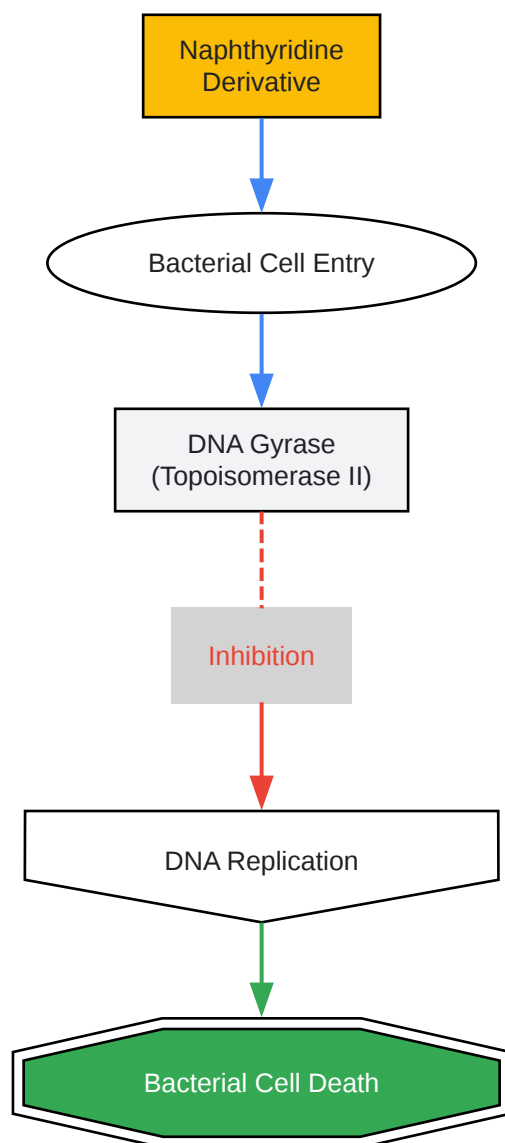 Naphthyridine
Derivative
Bacterial Cell Entry
DNA Gyrase
(Topoisomerase II)
Inhibition
DNA Replication
Bacterial Cell Death